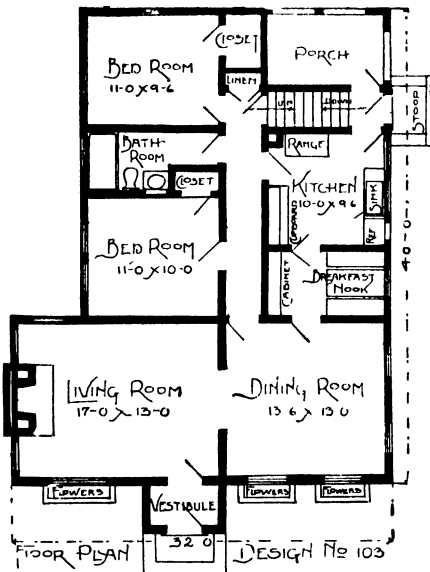 CLOSET
PORCH
BED ROOM
11-0 X 9-6
LINEN
UP
DOWN
STOOP
BATH-
ROOM
RANGE
KITCHEN
10-0 X 9 6
SINK
CLOSET
CUPBOARD
REF
BED ROOM
11-0 X 10-0
40-0
CABINET
BREAKFAST
NOOK
LIVING ROOM
17-0 X 13-0
DINING ROOM
13 6 X 13 0
FLOWERS
VESTIBULE
FLOWERS
FLOWERS
32 0
FLOOR PLAN
DESIGN No 103